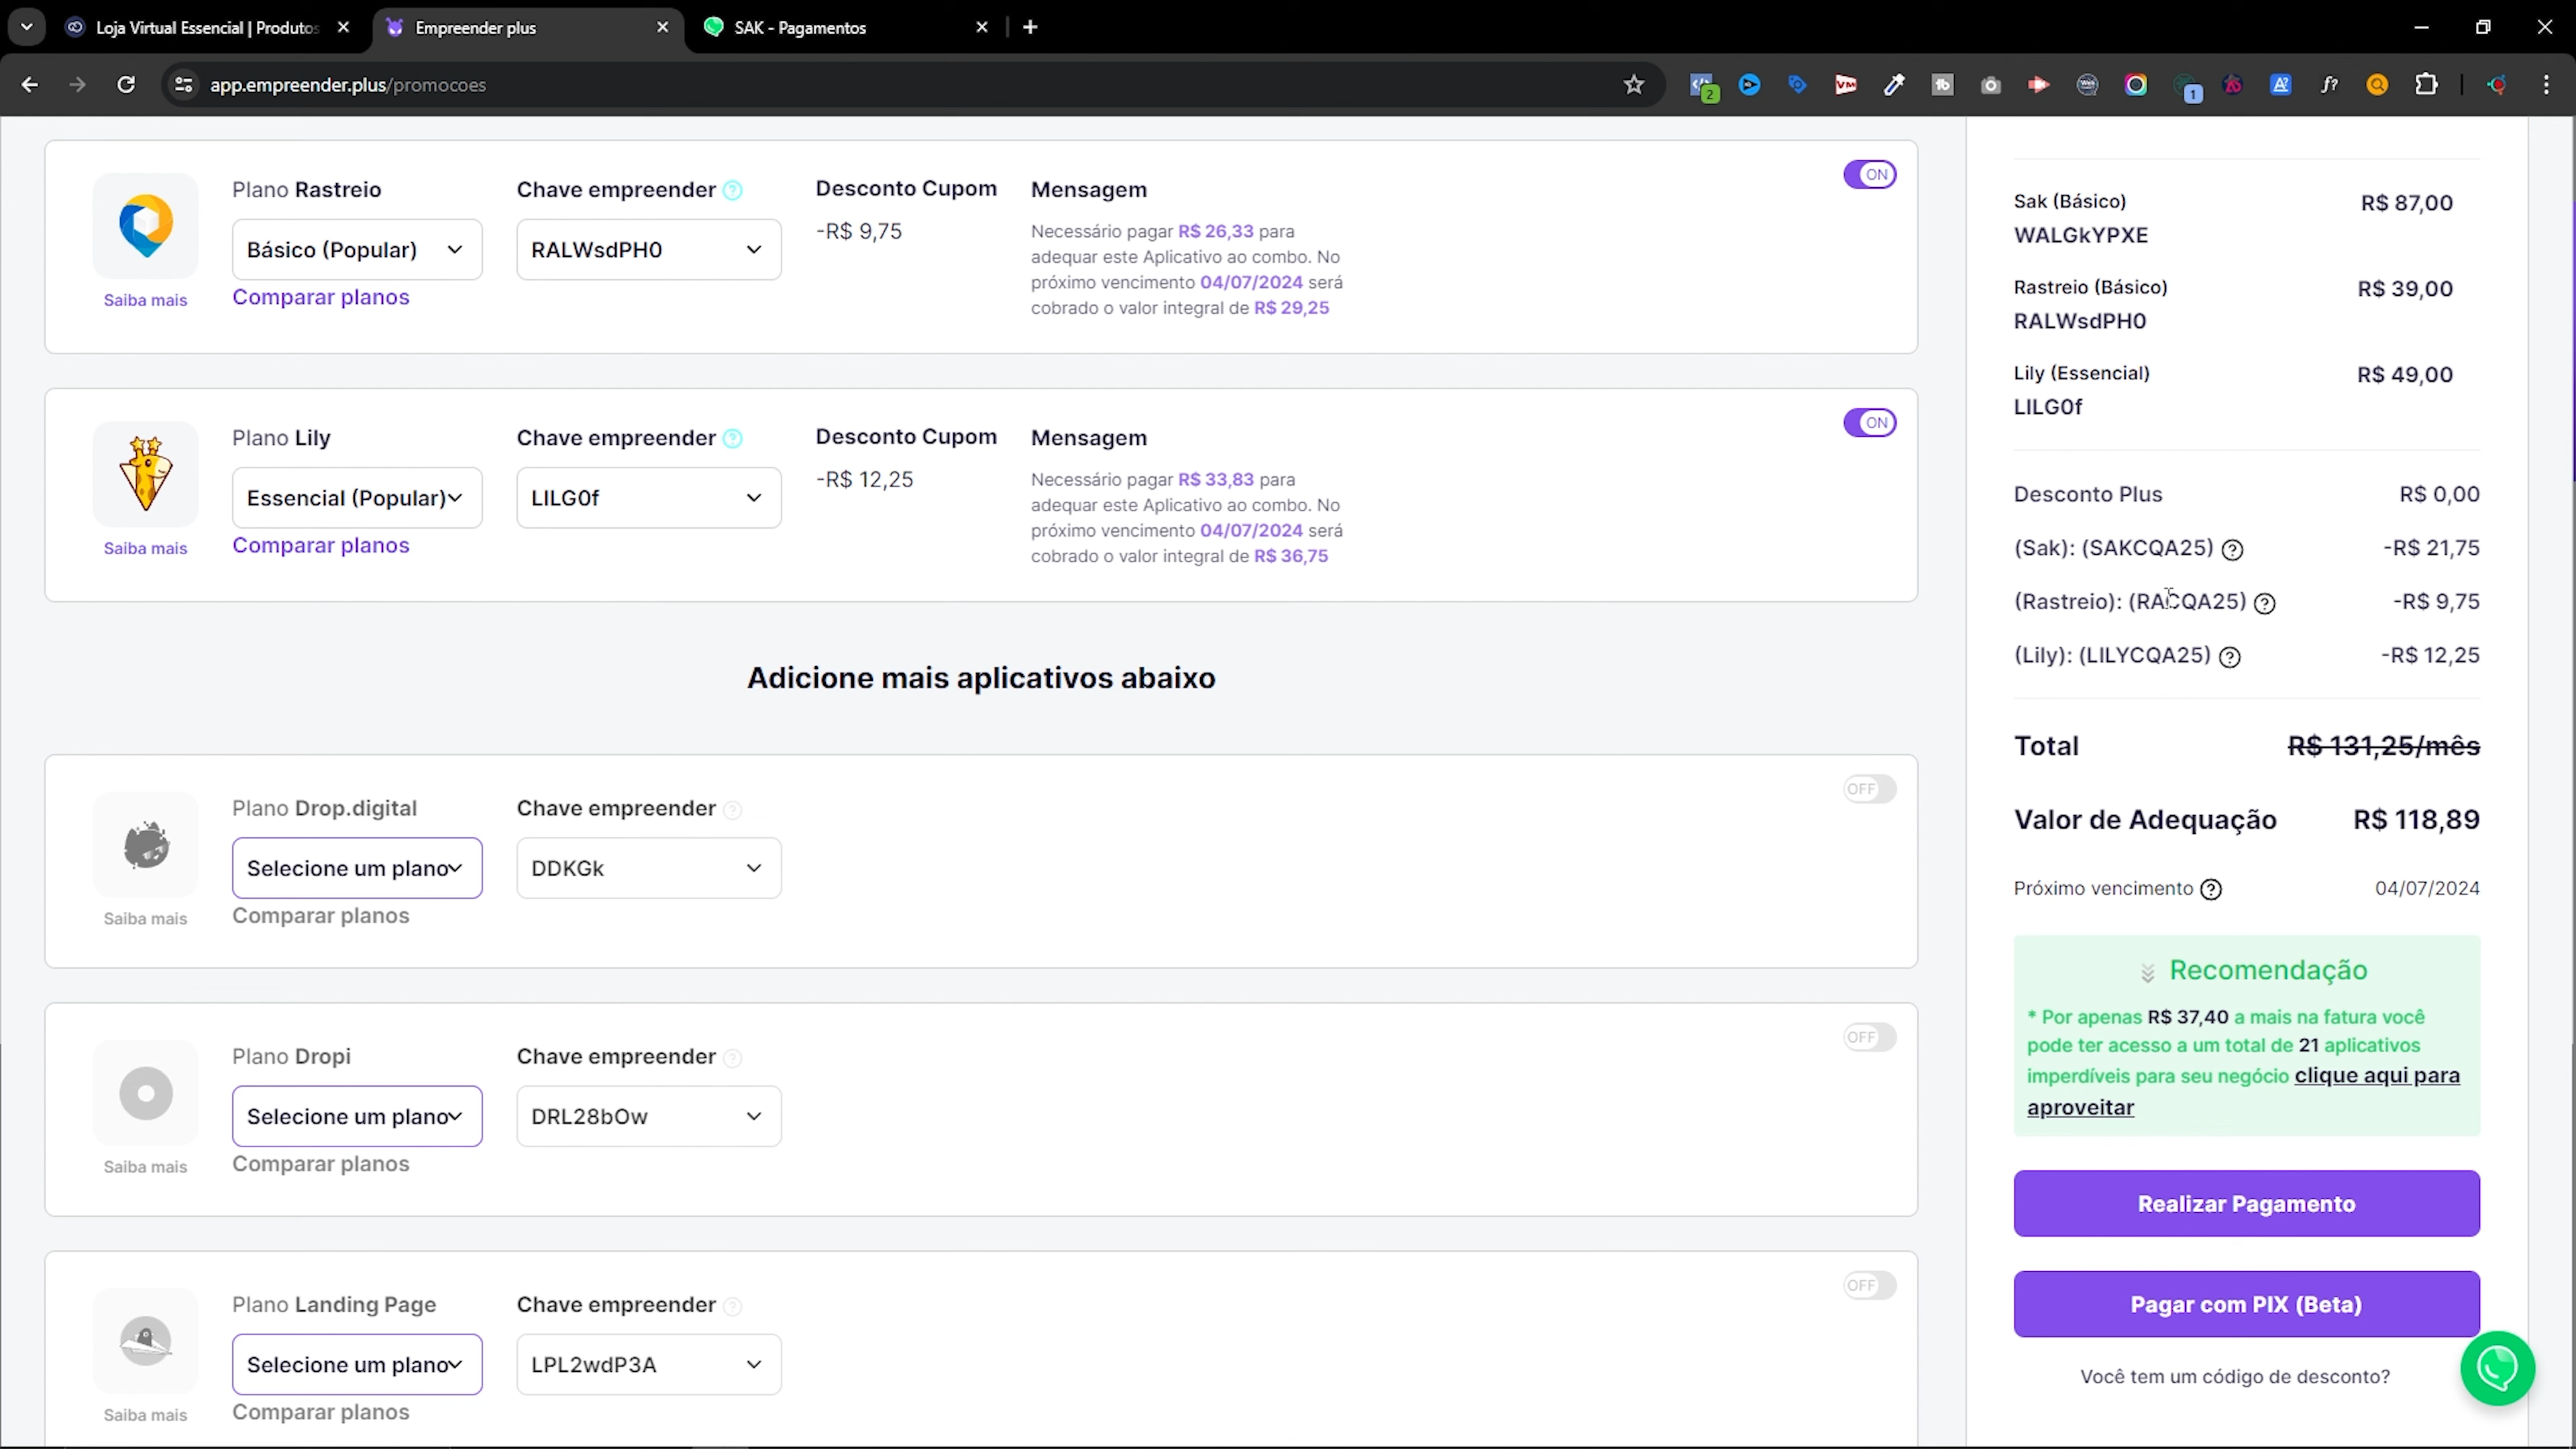 Loja Virtual Essencial | Produtos
Empreender plus
SAK - Pagamentos
app.empreender.plus/promocoes
2
1
Plano Rastreio
Básico (Popular)
Saiba mais
Comparar planos
Chave empreender ?
RALWsdPH0
Desconto Cupom
-R$ 9,75
Mensagem
Necessário pagar R$ 26,33 para
adequar este Aplicativo ao combo. No
próximo vencimento 04/07/2024 será
cobrado o valor integral de R$ 29,25
ON
Plano Lily
Essencial (Popular)
Saiba mais
Comparar planos
Chave empreender ?
LILG0f
Desconto Cupom
-R$ 12,25
Mensagem
Necessário pagar R$ 33,83 para
adequar este Aplicativo ao combo. No
próximo vencimento 04/07/2024 será
cobrado o valor integral de R$ 36,75
ON
Adicione mais aplicativos abaixo
Plano Drop.digital
Selecione um plano
Saiba mais
Comparar planos
Chave empreender ?
DDKGk
OFF
Plano Dropi
Selecione um plano
Saiba mais
Comparar planos
Chave empreender ?
DRL28bOw
OFF
Plano Landing Page
Selecione um plano
Saiba mais
Comparar planos
Chave empreender ?
LPL2wdP3A
OFF
Sak (Básico) R$ 87,00
WALGkYPXE
Rastreio (Básico) R$ 39,00
RALWsdPH0
Lily (Essencial) R$ 49,00
LILG0f
Desconto Plus R$ 0,00
(Sak): (SAKCQA25) ? -R$ 21,75
(Rastreio): (RACQA25) ? -R$ 9,75
(Lily): (LILYCQA25) ? -R$ 12,25
Total R$ 131,25/mês
Valor de Adequação R$ 118,89
Próximo vencimento ? 04/07/2024
Recomendação
* Por apenas R$ 37,40 a mais na fatura você
pode ter acesso a um total de 21 aplicativos
imperdíveis para seu negócio clique aqui para
aproveitar
Realizar Pagamento
Pagar com PIX (Beta)
Você tem um código de desconto?